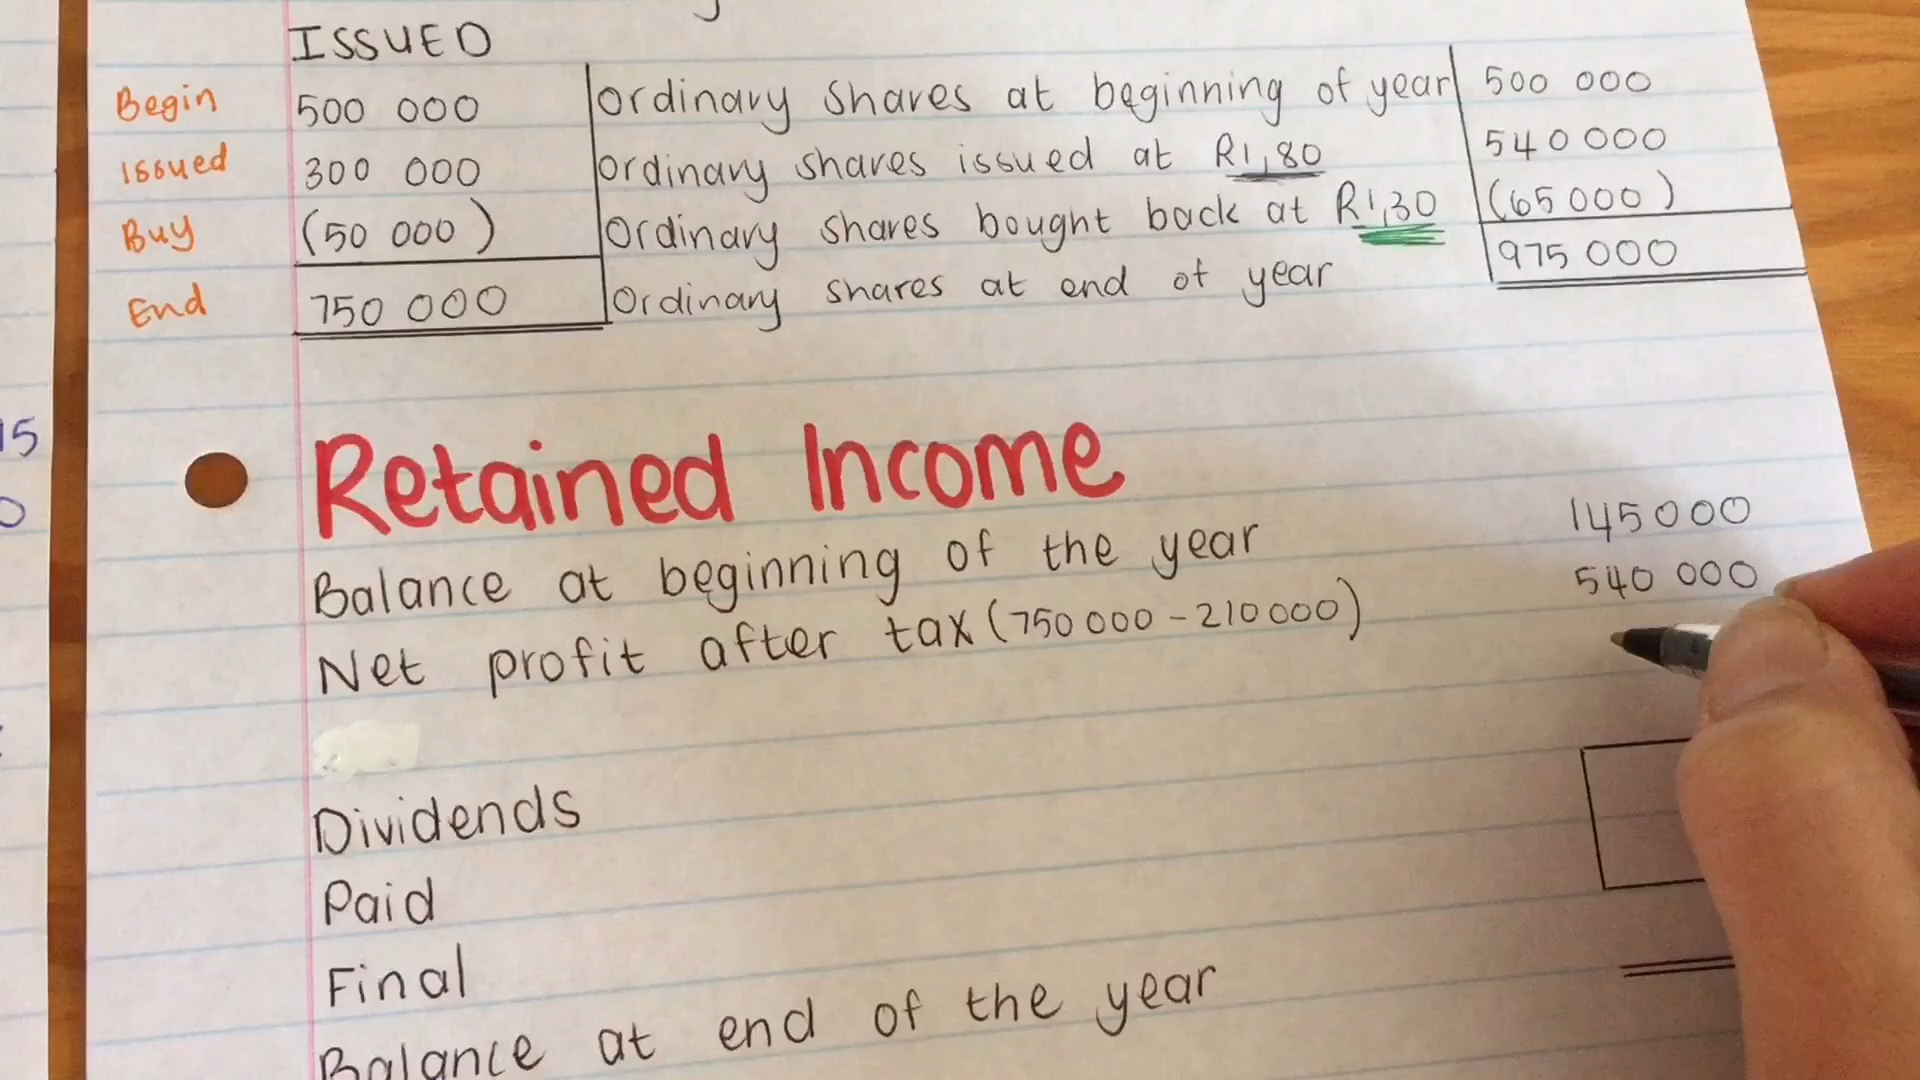 ISSUED
Begin 500 000 ordinary shares at beginning of year 500 000
Issued 300 000 ordinary shares issued at R1,80 540 000
Buy (50 000) Ordinary shares bought back at R1,30 (65 000)
End 750 000 Ordinary shares at end of year 975 000
15
Retained Income
Balance at beginning of the year 145 000
Net profit after tax (750 000 - 210 000) 540 000
Dividends
Paid
Final
Balance at end of the year